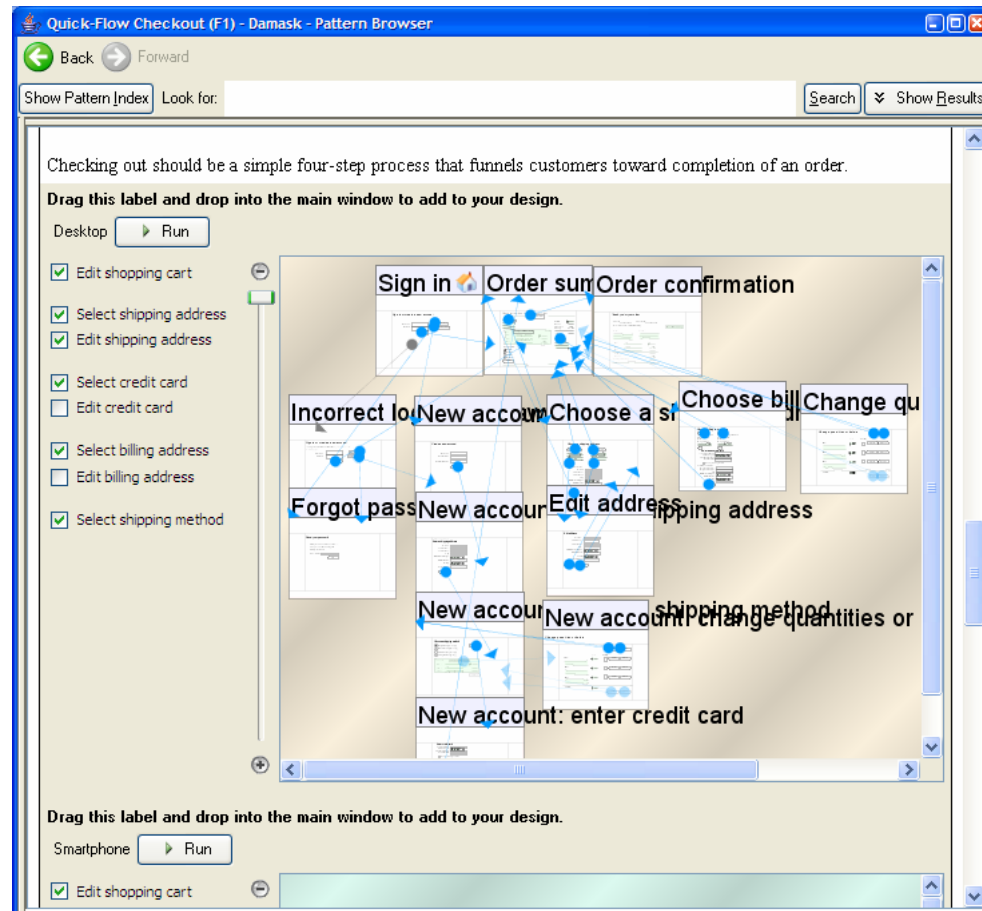 Quick-Flow Checkout (F1) - Damask - Pattern Browser
Back Forward
Show Pattern Index Look for: Search Show Results
Checking out should be a simple four-step process that funnels customers toward completion of an order.
Drag this label and drop into the main window to add to your design.
Desktop Run
Edit shopping cart
Select shipping address
Edit shipping address
Select credit card
Edit credit card
Select billing address
Edit billing address
Select shipping method
Sign in Order sum Order confirmation
Incorrect New accou Choose a Choose bil Change qu
Forgot pass New accou Edit address shipping address
New accou shipping method
New account: change quantities or
New account: enter credit card
Drag this label and drop into the main window to add to your design.
Smartphone Run
Edit shopping cart